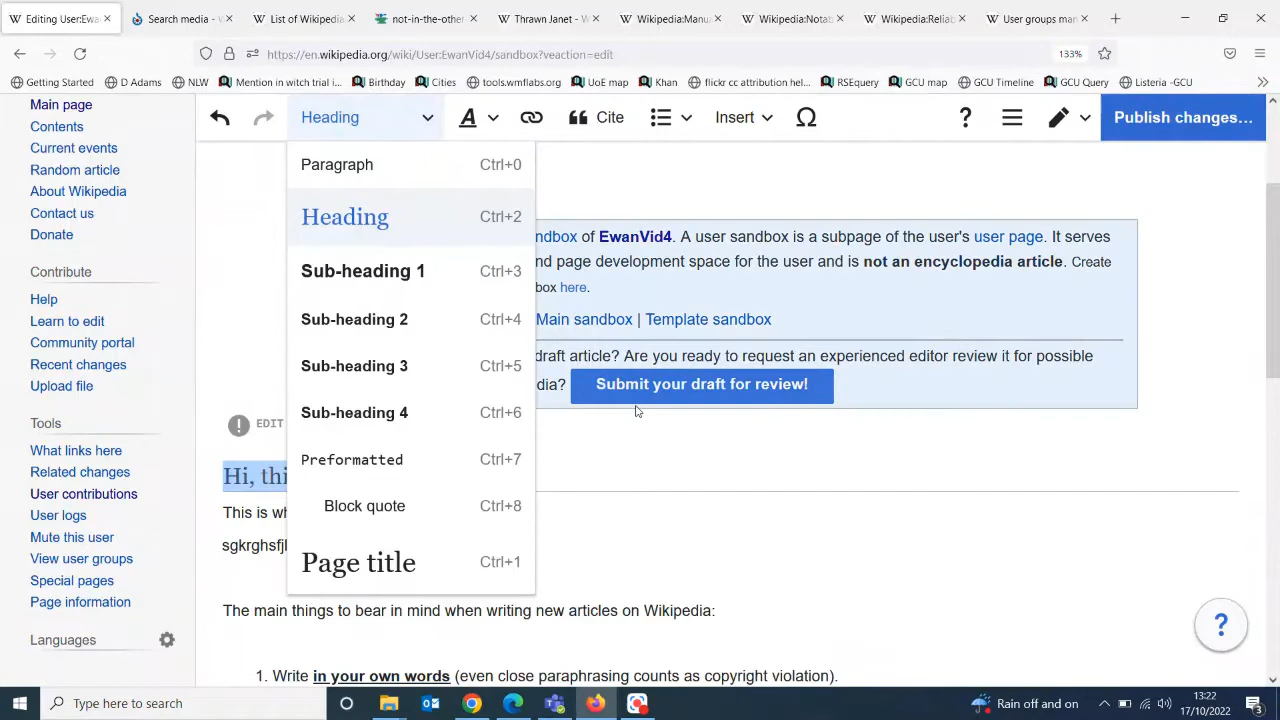 Editing User:Ewa
Search media -
List of Wikipedia
not-in-the-other
Thrawn Janet - W
Wikipedia:Manu
Wikipedia:Notab
Wikipedia:Reliab
User groups man
https://en.wikipedia.org/wiki/User:EwanVid4/sandbox?veaction=edit
133%
Getting Started
D Adams
NLW
Mention in witch trial i...
Birthday
Cities
tools.wmflabs.org
UoE map
Khan
flickr cc attribution hel...
RSEquery
GCU map
GCU Timeline
GCU Query
Listeria -GCU
Main page
Contents
Current events
Random article
About Wikipedia
Contact us
Donate
Contribute
Help
Learn to edit
Community portal
Recent changes
Upload file
Tools
What links here
Related changes
User contributions
User logs
Mute this user
View user groups
Special pages
Page information
Languages
Heading
A
Cite
Insert
Ω
?
Publish changes...
Paragraph Ctrl+0
Heading Ctrl+2
Sub-heading 1 Ctrl+3
Sub-heading 2 Ctrl+4
Sub-heading 3 Ctrl+5
Sub-heading 4 Ctrl+6
Preformatted Ctrl+7
Block quote Ctrl+8
Page title Ctrl+1
ndbox of EwanVid4. A user sandbox is a subpage of the user's user page. It serves
nd page development space for the user and is not an encyclopedia article. Create
box here.
Main sandbox | Template sandbox
draft article? Are you ready to request an experienced editor review it for possible
dia? Submit your draft for review!
EDIT
Hi, thi
This is wh
sgkrghsfjl
The main things to bear in mind when writing new articles on Wikipedia:
1. Write in your own words (even close paraphrasing counts as copyright violation).
?
Type here to search
Rain off and on
13:22
17/10/2022
3